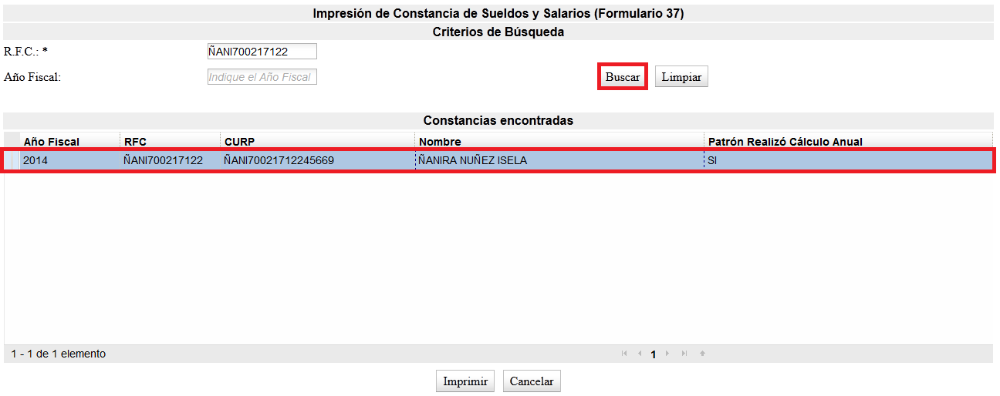 Impresión de Constancia de Sueldos y Salarios (Formulario 37)
Criterios de Búsqueda
R.F.C.: * ÑANI700217122
Año Fiscal: Indique el Año Fiscal Buscar Limpiar
Constancias encontradas
Año Fiscal RFC CURP Nombre Patrón Realizó Cálculo Anual
2014 ÑANI700217122 ÑANI70021712245669 ÑANIRA NUÑEZ ISELA SI
1 - 1 de 1 elemento 1
Imprimir Cancelar